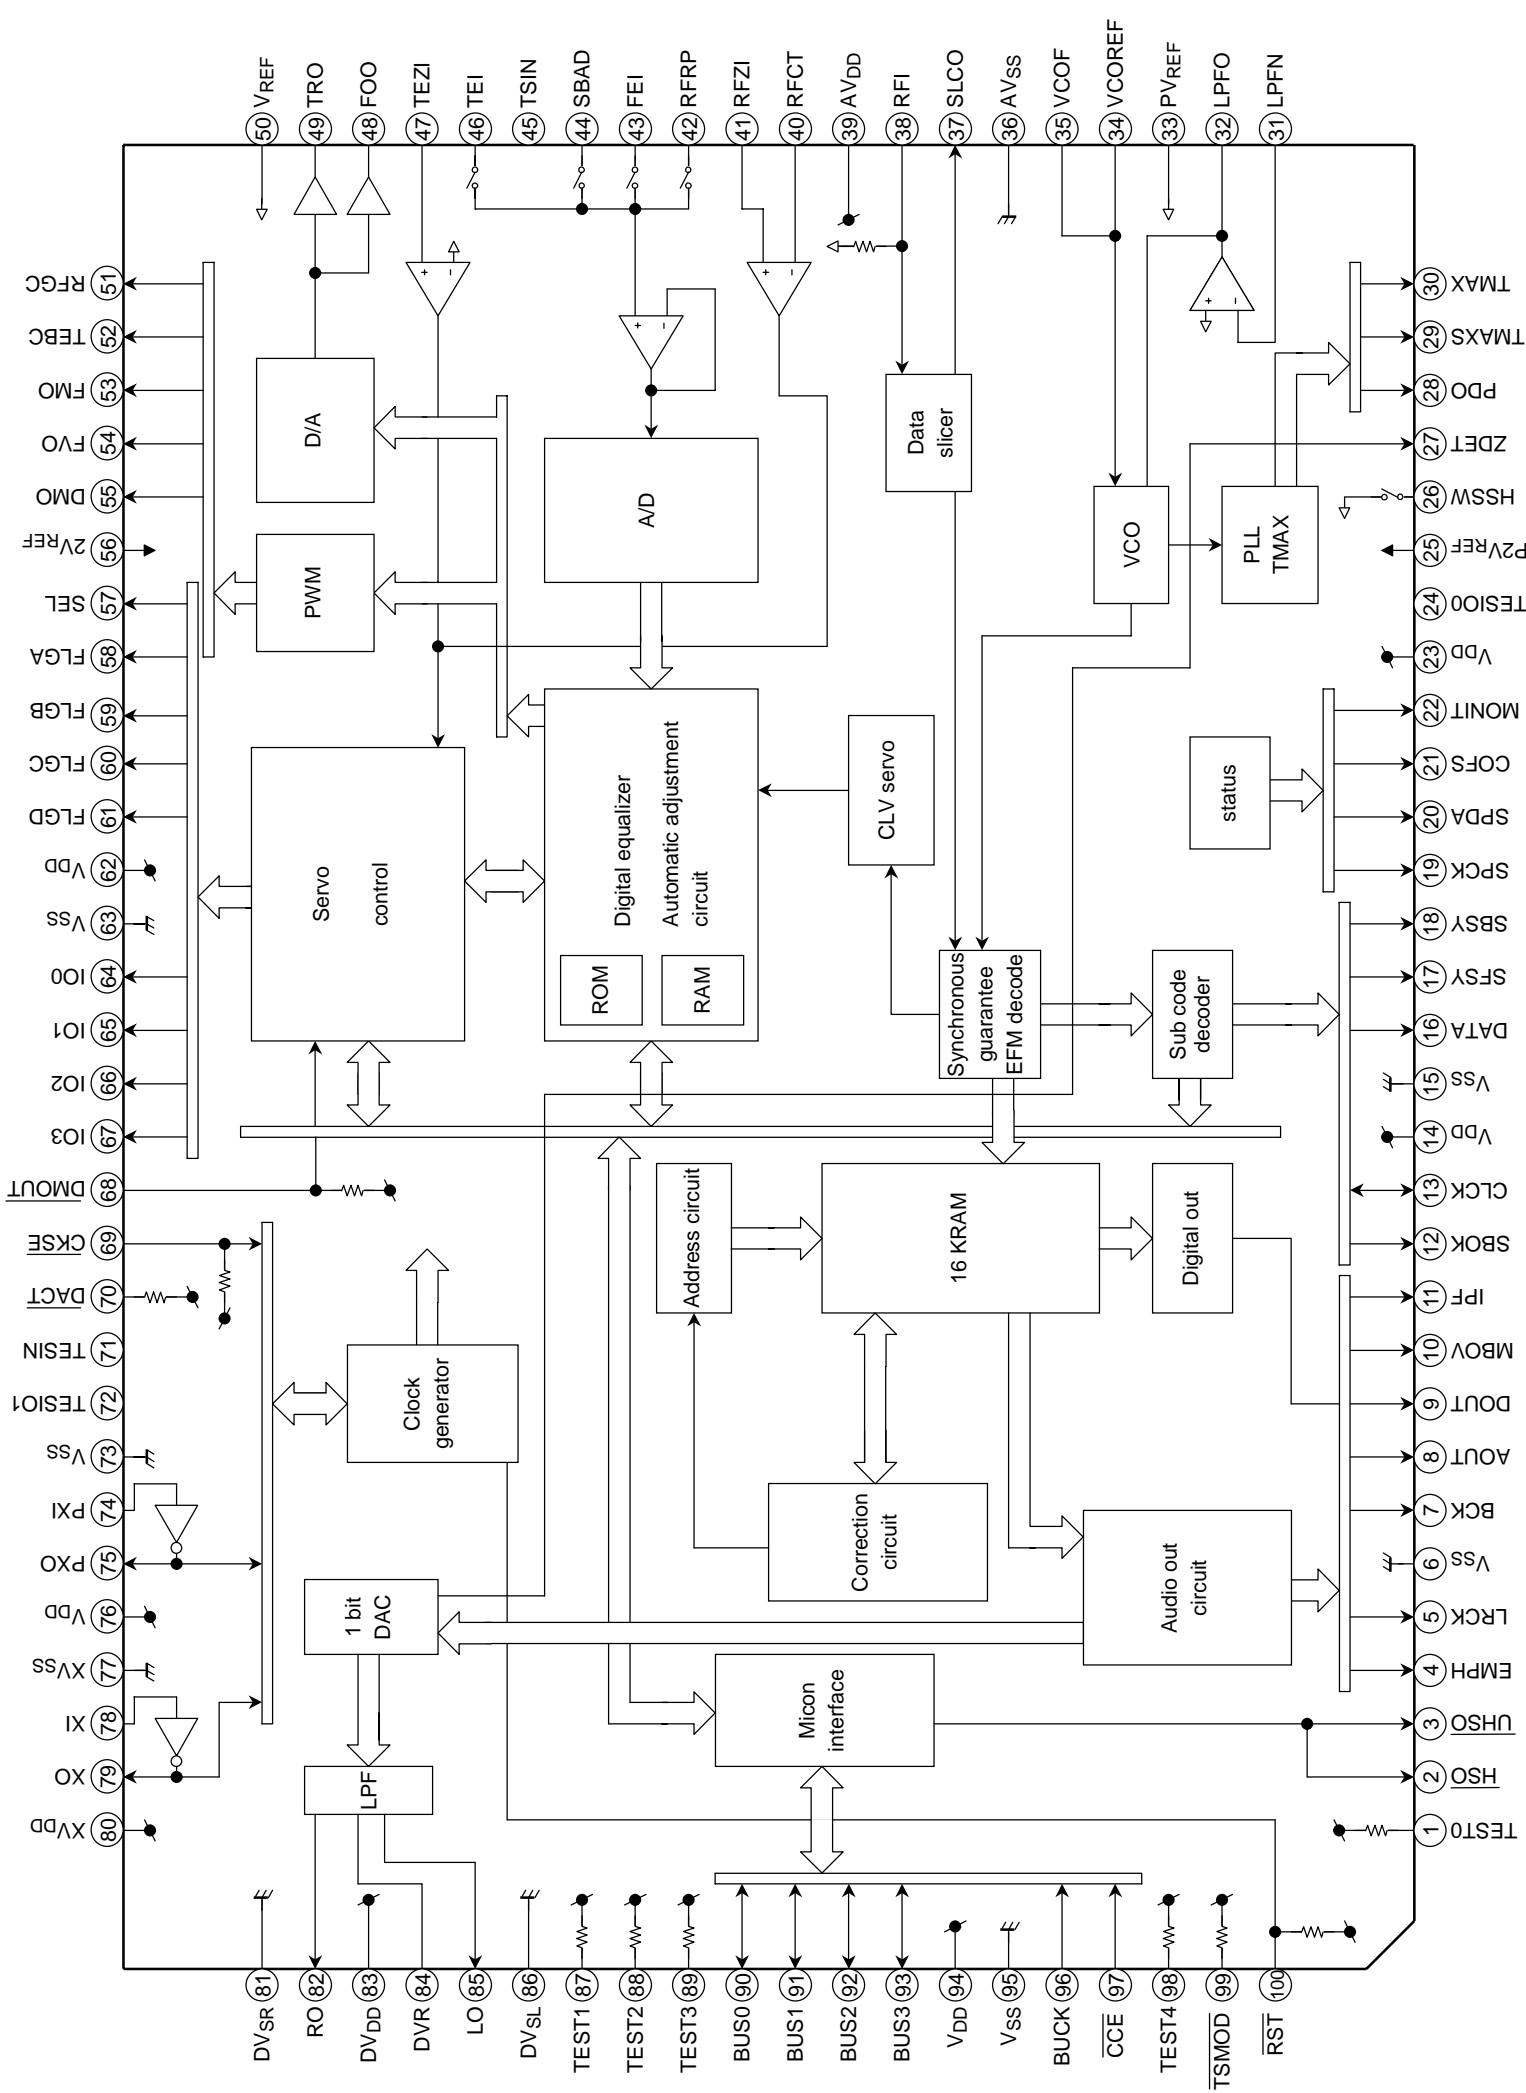 50 VREF
49 TRO
48 FOO
47 TEZI
46 TEI
45 TSIN
44 SBAD
43 FEI
42 RFRP
41 RFZI
40 RFCT
39 AVDD
38 RFI
37 SLCO
36 AVSS
35 VCOF
34 VCOREF
33 PVREF
32 LPFO
31 LPFN
RFGC 51
TEBC 52
FMO 53
FVO 54
DMO 55
2VREF 56
SEL 57
FLGA 58
FLGB 59
FLGC 60
FLGD 61
VDD 62
VSS 63
IO0 64
IO1 65
IO2 66
IO3 67
DMOUT 68
CKSE 69
DACT 70
TESIN 71
TESIO1 72
VSS 73
PXI 74
PXO 75
VDD 76
XVSS 77
XI 78
XO 79
XVDD 80
D/A
+
−
+
−
+
−
+
−
A/D
PWM
Data
slicer
VCO
PLL
TMAX
Servo
control
Digital equalizer
Automatic adjustment
circuit
ROM
RAM
CLV servo
status
Synchronous
guarantee
EFM decode
Sub code
decoder
Address circuit
16 KRAM
Digital out
Clock
generator
Correction
circuit
Audio out
circuit
1 bit
DAC
LPF
Micon
interface
30 TMAX
29 TMAXS
28 PDO
27 ZDET
26 HSSW
25 P2VREF
24 TESIO0
23 VDD
22 MONIT
21 COFS
20 SPDA
19 SPCK
18 SBSY
17 SFSY
16 DATA
15 VSS
14 VDD
13 CLCK
12 SBOK
11 IPF
10 MBOV
9 DOUT
8 AOUT
7 BCK
6 VSS
5 LRCK
4 EMPH
3 UHSO
2 HSO
1 TEST0
DVSR 81
RO 82
DVDD 83
DVR 84
LO 85
DVSL 86
TEST1 87
TEST2 88
TEST3 89
BUS0 90
BUS1 91
BUS2 92
BUS3 93
VDD 94
VSS 95
BUCK 96
CCE 97
TEST4 98
TSMOD 99
RST 100